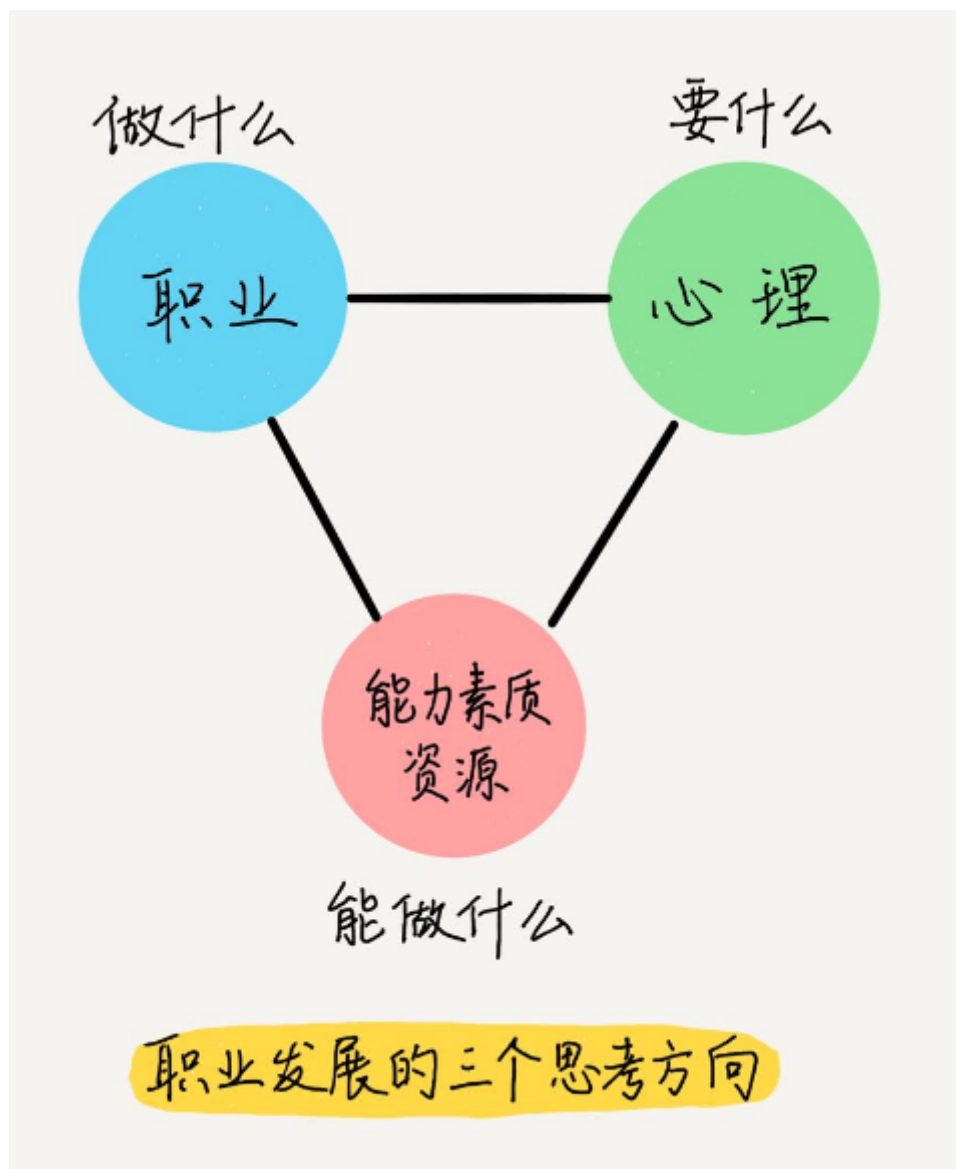 做什么
要什么
职业
心理
能力素质
资源
能做什么
职业发展的三个思考方向